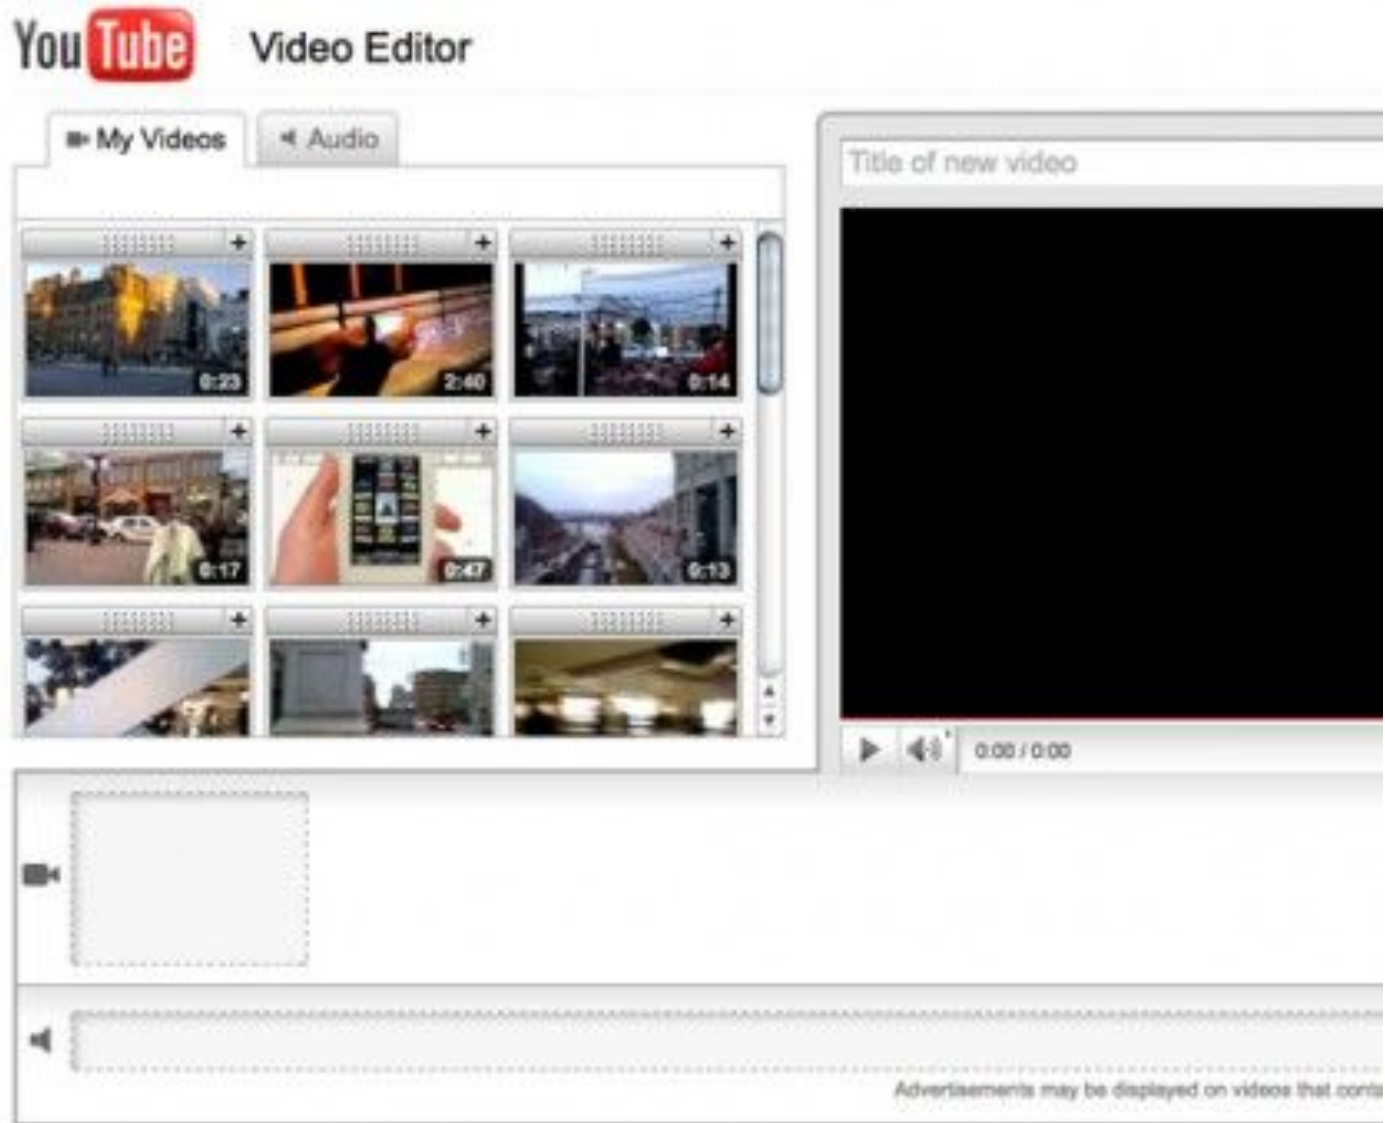 YouTube Video Editor
My Videos Audio
Title of new video
0:23 2:40 0:14
0:17 0:47 0:13
0:00 / 0:00
Advertisements may be displayed on videos that conta